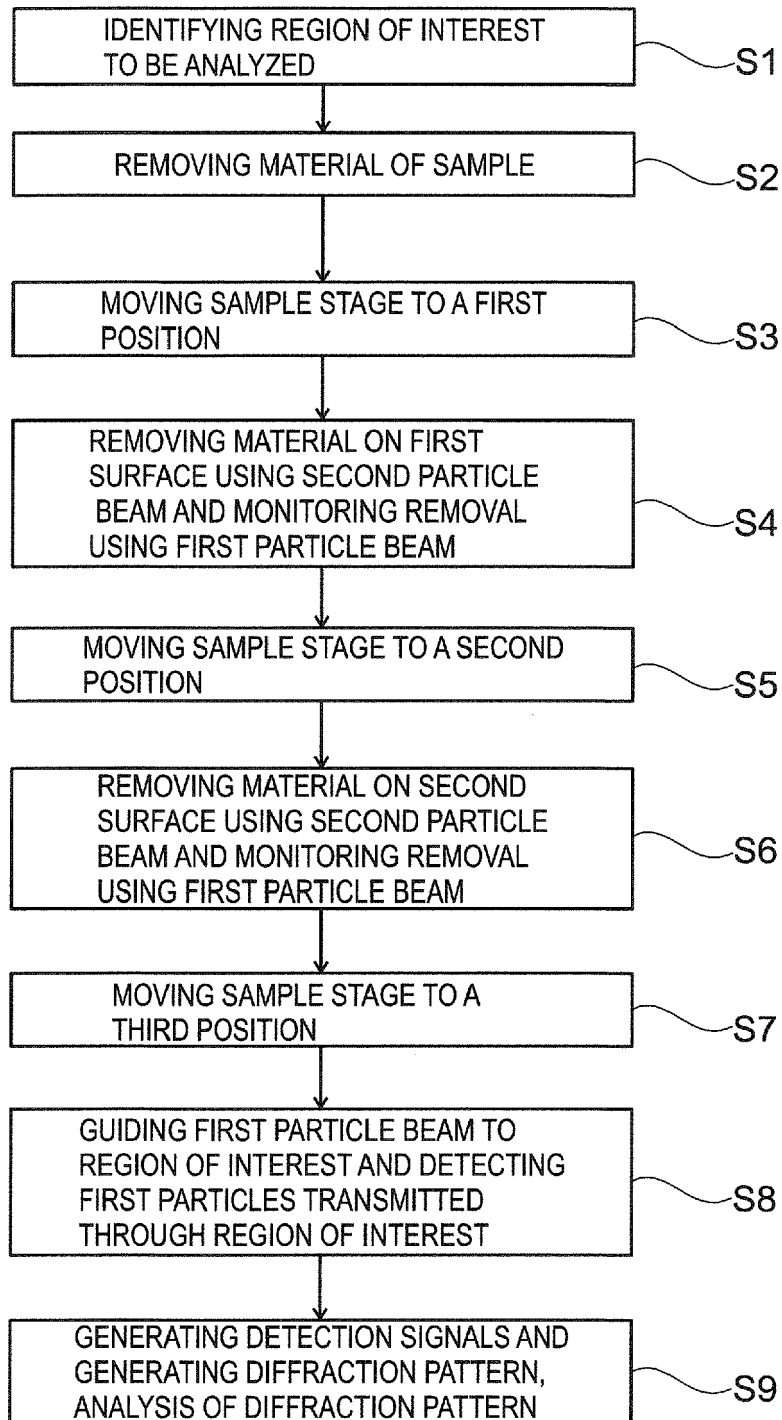 IDENTIFYING REGION OF INTEREST
TO BE ANALYZED
S1
REMOVING MATERIAL OF SAMPLE
S2
MOVING SAMPLE STAGE TO A FIRST
POSITION
S3
REMOVING MATERIAL ON FIRST
SURFACE USING SECOND PARTICLE
BEAM AND MONITORING REMOVAL
USING FIRST PARTICLE BEAM
S4
MOVING SAMPLE STAGE TO A SECOND
POSITION
S5
REMOVING MATERIAL ON SECOND
SURFACE USING SECOND PARTICLE
BEAM AND MONITORING REMOVAL
USING FIRST PARTICLE BEAM
S6
MOVING SAMPLE STAGE TO A
THIRD POSITION
S7
GUIDING FIRST PARTICLE BEAM TO
REGION OF INTEREST AND DETECTING
FIRST PARTICLES TRANSMITTED
THROUGH REGION OF INTEREST
S8
GENERATING DETECTION SIGNALS AND
GENERATING DIFFRACTION PATTERN,
ANALYSIS OF DIFFRACTION PATTERN
S9